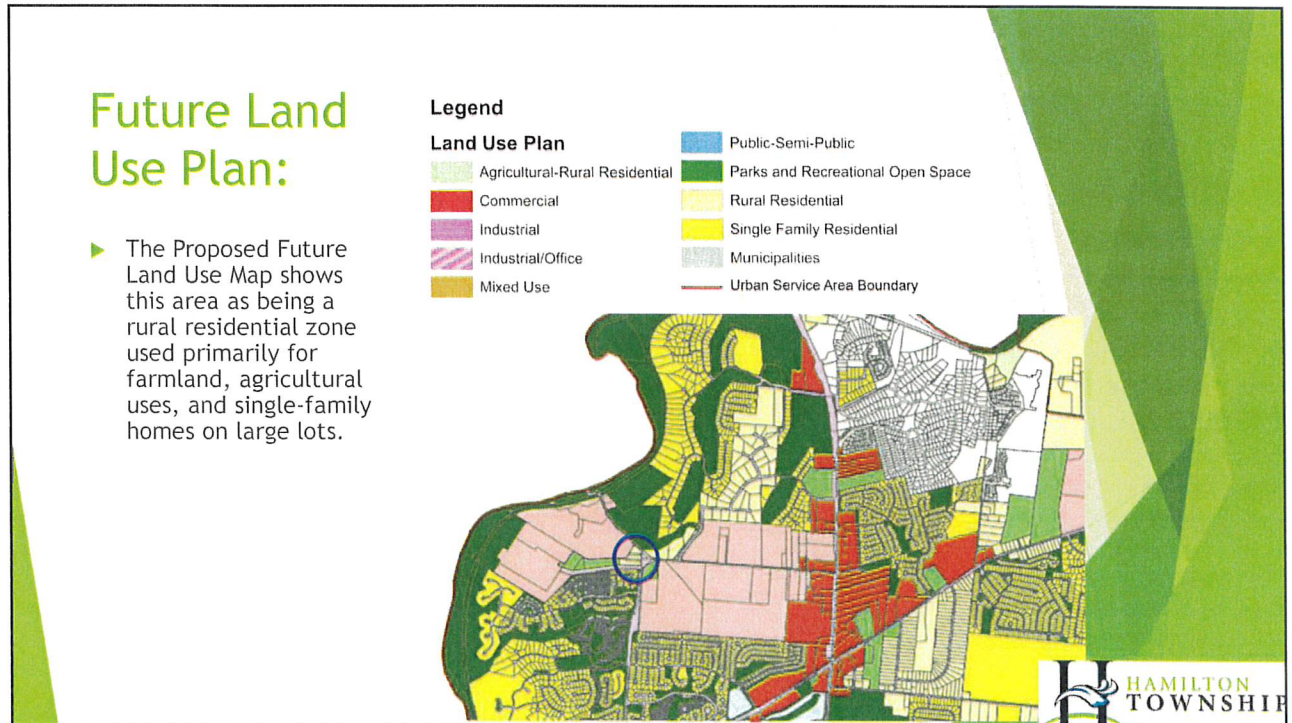 Future Land
Use Plan:
The Proposed Future
Land Use Map shows
this area as being a
rural residential zone
used primarily for
farmland, agricultural
uses, and single-family
homes on large lots.
Legend
Land Use Plan
Agricultural-Rural Residential
Commercial
Industrial
Industrial/Office
Mixed Use
Public-Semi-Public
Parks and Recreational Open Space
Rural Residential
Single Family Residential
Municipalities
Urban Service Area Boundary
HAMILTON
TOWNSHIP